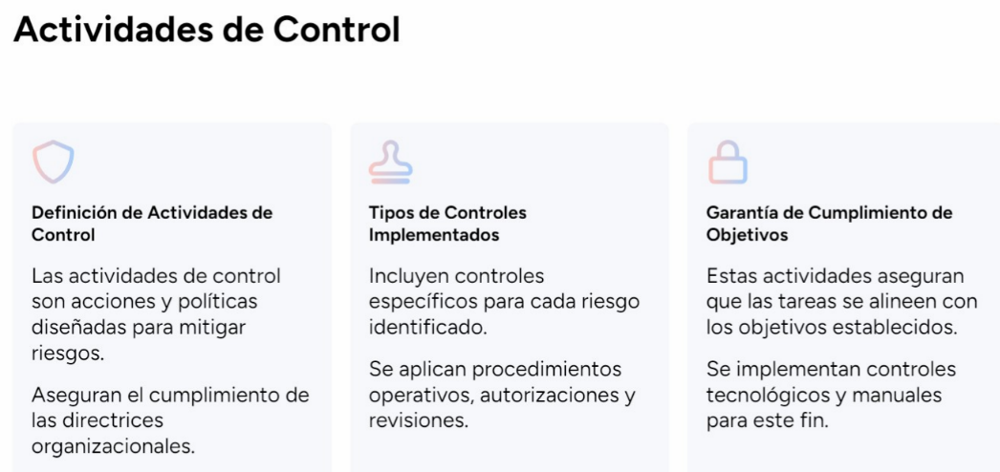 Actividades de Control
Definición de Actividades de
Control
Las actividades de control
son acciones y políticas
diseñadas para mitigar
riesgos.
Aseguran el cumplimiento de
las directrices
organizacionales.
Tipos de Controles
Implementados
Incluyen controles
específicos para cada riesgo
identificado.
Se aplican procedimientos
operativos, autorizaciones y
revisiones.
Garantía de Cumplimiento de
Objetivos
Estas actividades aseguran
que las tareas se alineen con
los objetivos establecidos.
Se implementan controles
tecnológicos y manuales
para este fin.